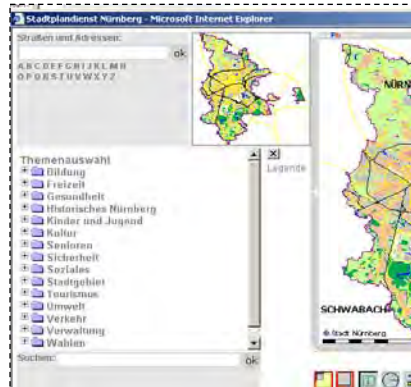 Stadtplandienst Nürnberg - Microsoft Internet Explorer
Straßen und Adressen:
ok
A B C D E F G H I J K L M N
O P Q R S T U V W X Y Z
Themenauswahl
Legende
Bildung
Freizeit
Gesundheit
Historisches Nürnberg
Kinder und Jugend
Kultur
Senioren
Sicherheit
Soziales
Stadtgebiet
Tourismus
Umwelt
Verkehr
Verwaltung
Wahlen
Suchen:
ok
NÜRN
SCHWABACH
© Stadt Nürnberg